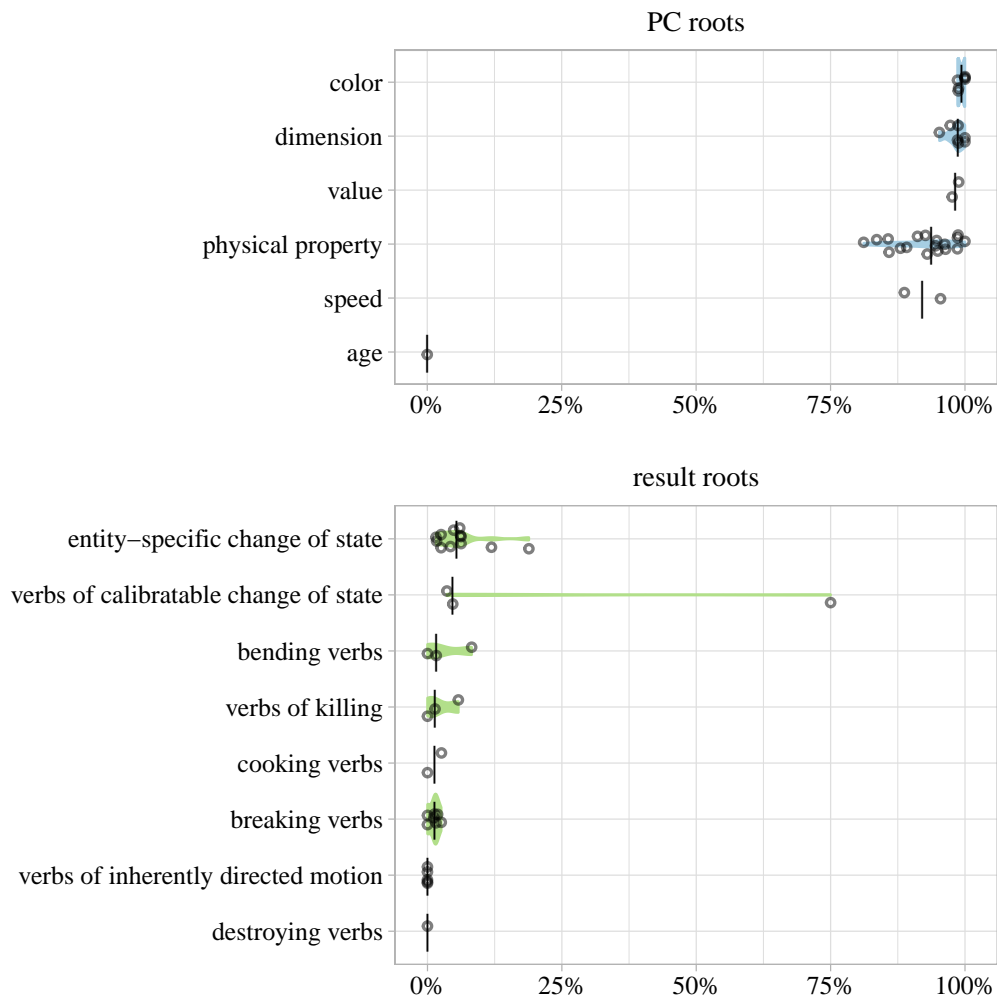 PC roots
color
dimension
value
physical property
speed
age
0% 25% 50% 75% 100%
result roots
entity−specific change of state
verbs of calibratable change of state
bending verbs
verbs of killing
cooking verbs
breaking verbs
verbs of inherently directed motion
destroying verbs
0% 25% 50% 75% 100%